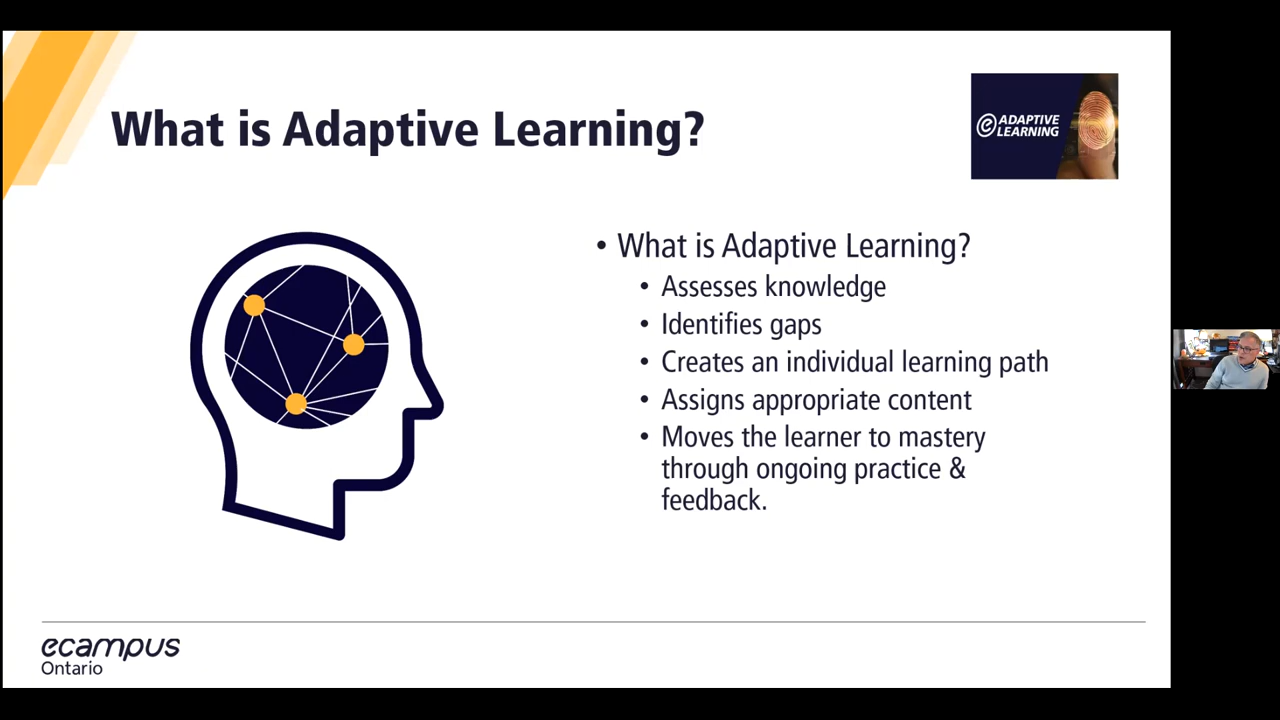 What is Adaptive Learning?
ADAPTIVE
LEARNING
• What is Adaptive Learning?
• Assesses knowledge
• Identifies gaps
• Creates an individual learning path
• Assigns appropriate content
• Moves the learner to mastery
through ongoing practice &
feedback.
ecampus
Ontario